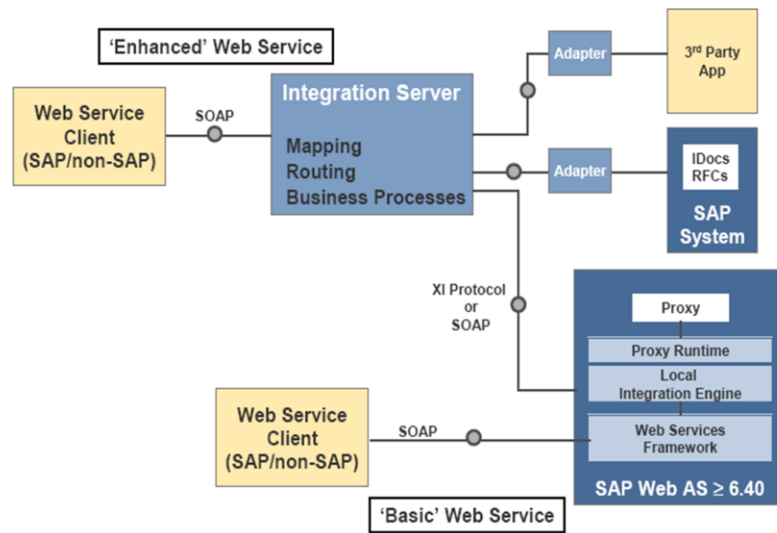 'Enhanced' Web Service
Adapter
3rd Party
App
Web Service
Client
(SAP/non-SAP)
SOAP
Integration Server
Mapping
Routing
Business Processes
Adapter
IDocs
RFCs
SAP
System
XI Protocol
or
SOAP
Proxy
Proxy Runtime
Local
Integration Engine
Web Services
Framework
SAP Web AS ≥ 6.40
Web Service
Client
(SAP/non-SAP)
SOAP
'Basic' Web Service